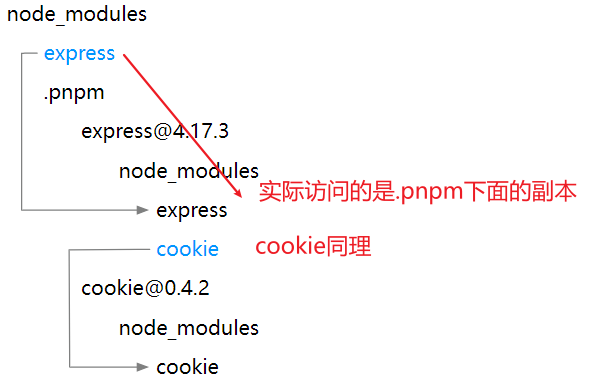 node_modules
express
.pnpm
express@4.17.3
node_modules
实际访问的是.pnpm下面的副本
express
cookie
cookie同理
cookie@0.4.2
node_modules
cookie